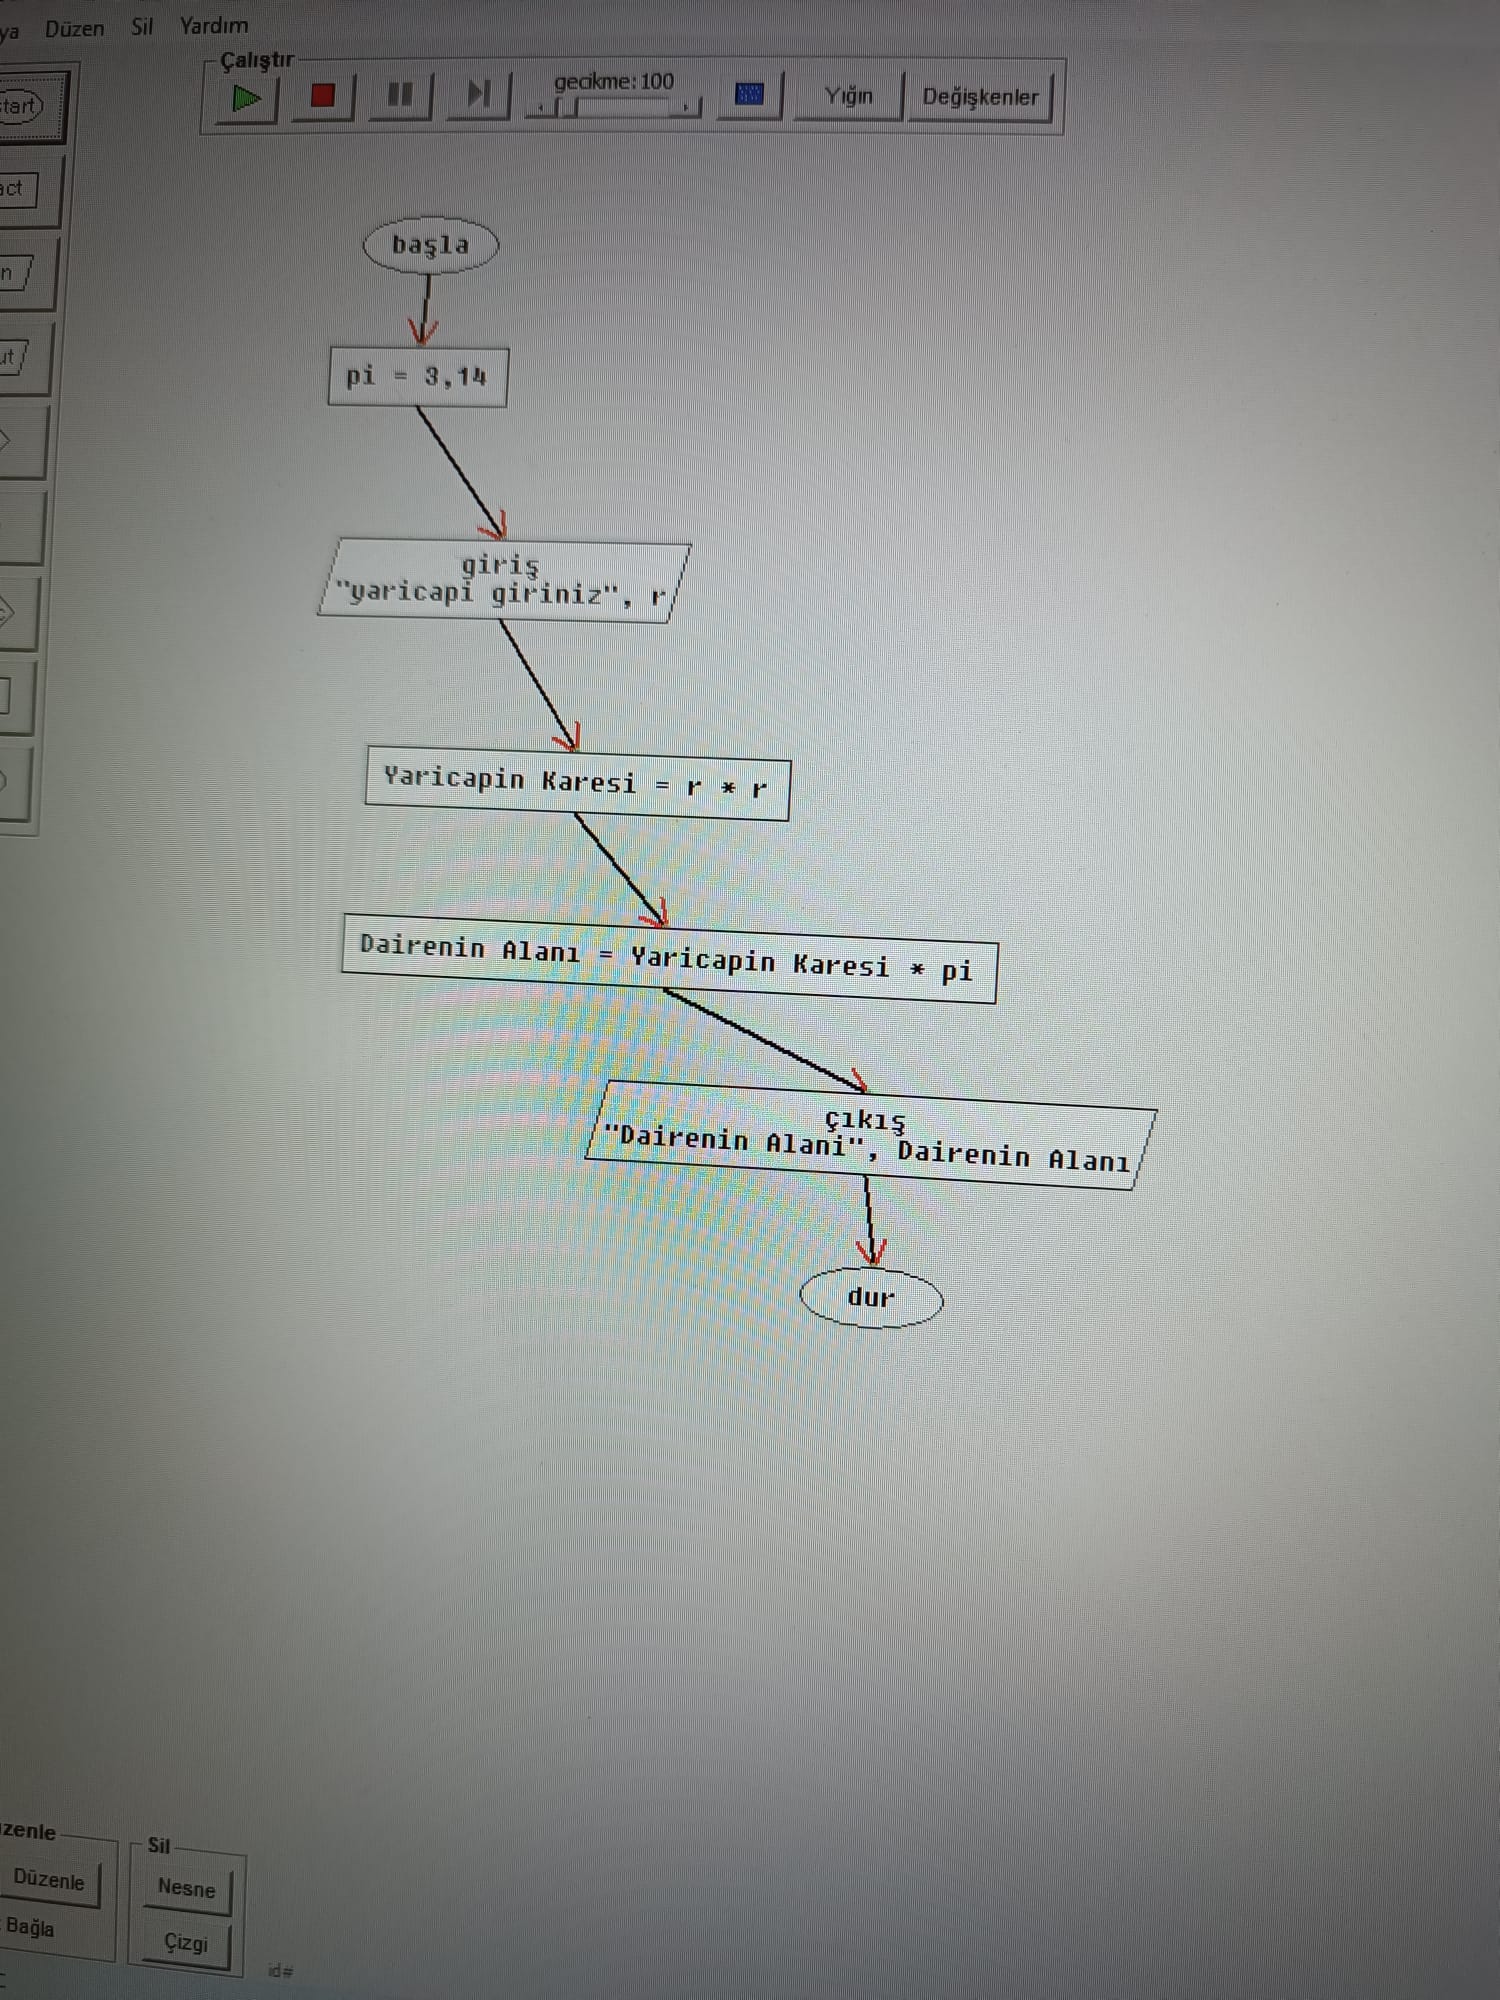 ya Düzen Sil Yardım
Çalıştır
gecikme: 100
Yığın
Değişkenler
start
act
n
ut
başla
pi = 3,14
giriş
"yaricapi giriniz", r
Yaricapin Karesi = r * r
Dairenin Alanı = Yaricapin Karesi * pi
çıkış
"Dairenin Alani", Dairenin Alanı
dur
zenle
Düzenle
Bağla
Sil
Nesne
Çizgi
id#